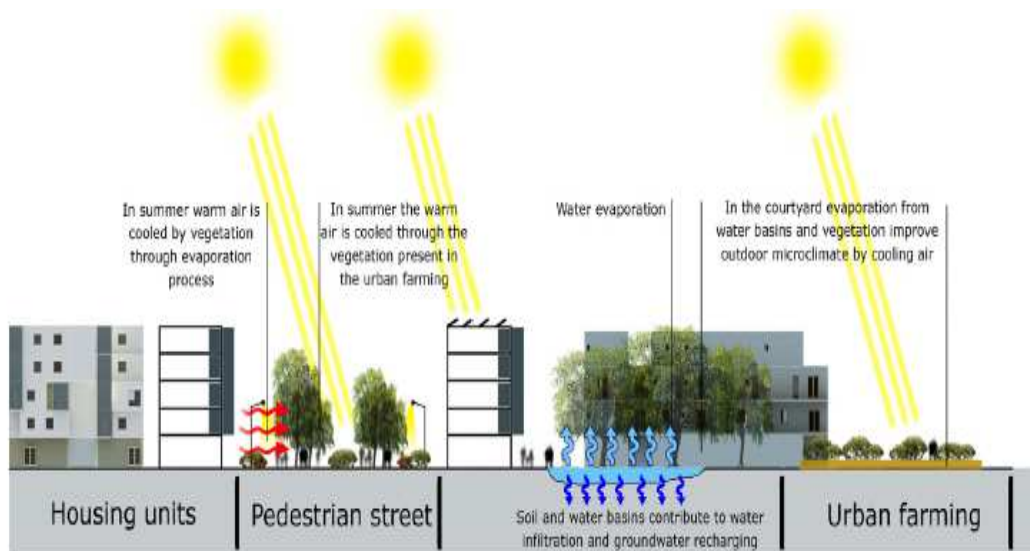 In summer warm air is
cooled by vegetation
through evaporation
process
In summer the warm
air is cooled through the
vegetation present in
the urban farming
Water evaporation
In the courtyard evaporation from
water basins and vegetation improve
outdoor microclimate by cooling air
Housing units
Pedestrian street
Soil and water basins contribute to water
infiltration and groundwater recharging
Urban farming